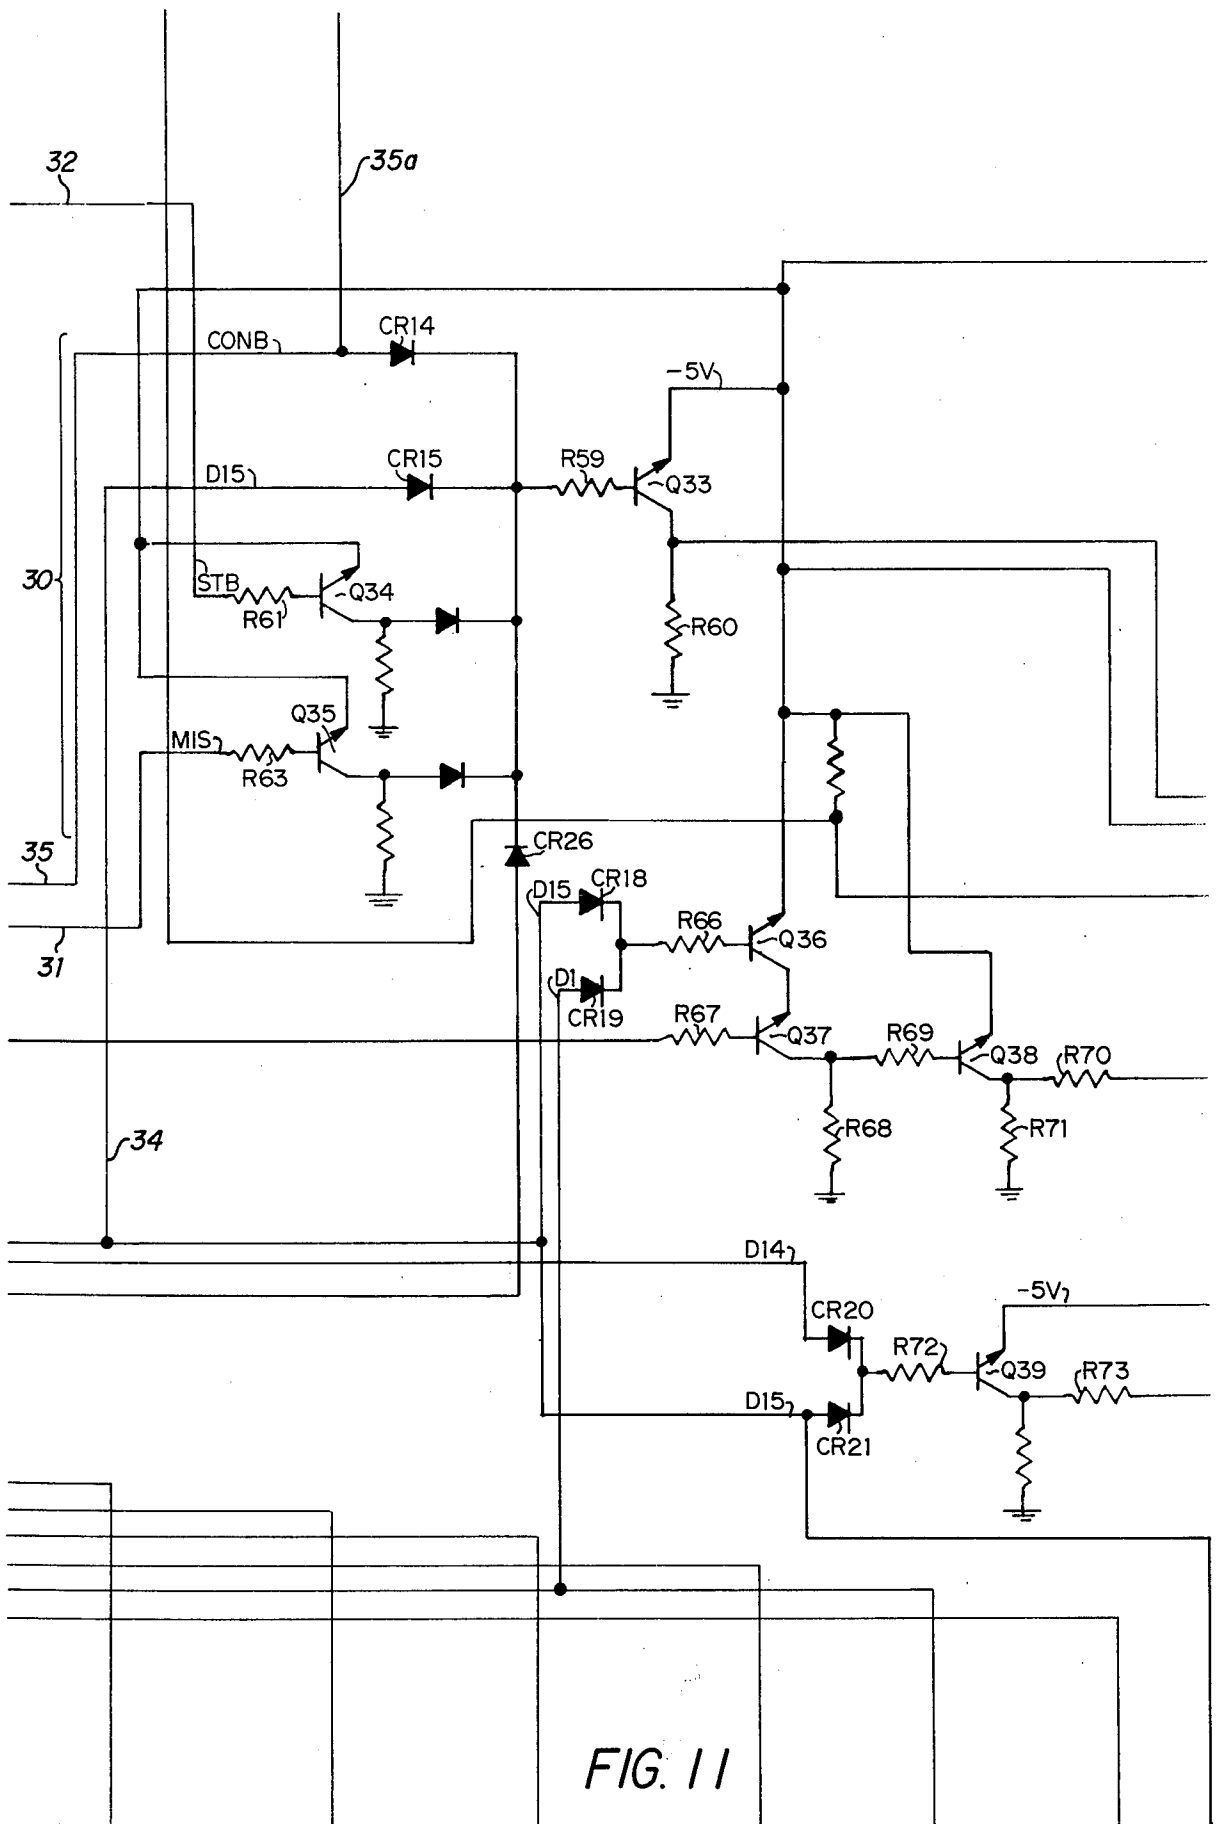 32
35a
CONB
CR14
-5V
CR15
R59
D15
Q33
30
STB
Q34
R61
R60
Q35
MIS
R63
35
CR26
CR18
D15
R66
Q36
31
D1
CR19
R67
Q37
R69
Q38
R70
34
R68
R71
D14
-5V
CR20
R72
Q39
R73
D15
CR21
FIG. 11